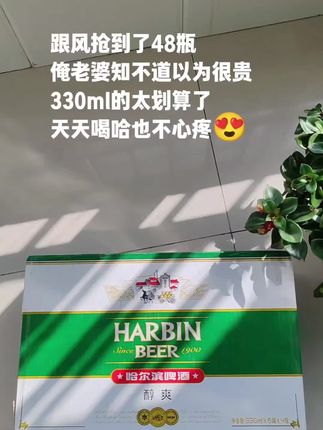 跟风抢到了48瓶
俺老婆知不道以为很贵
330ml的太划算了
天天喝哈也不心疼😍
HARBIN
Since BEER 1900
★哈尔滨啤酒★
醇爽